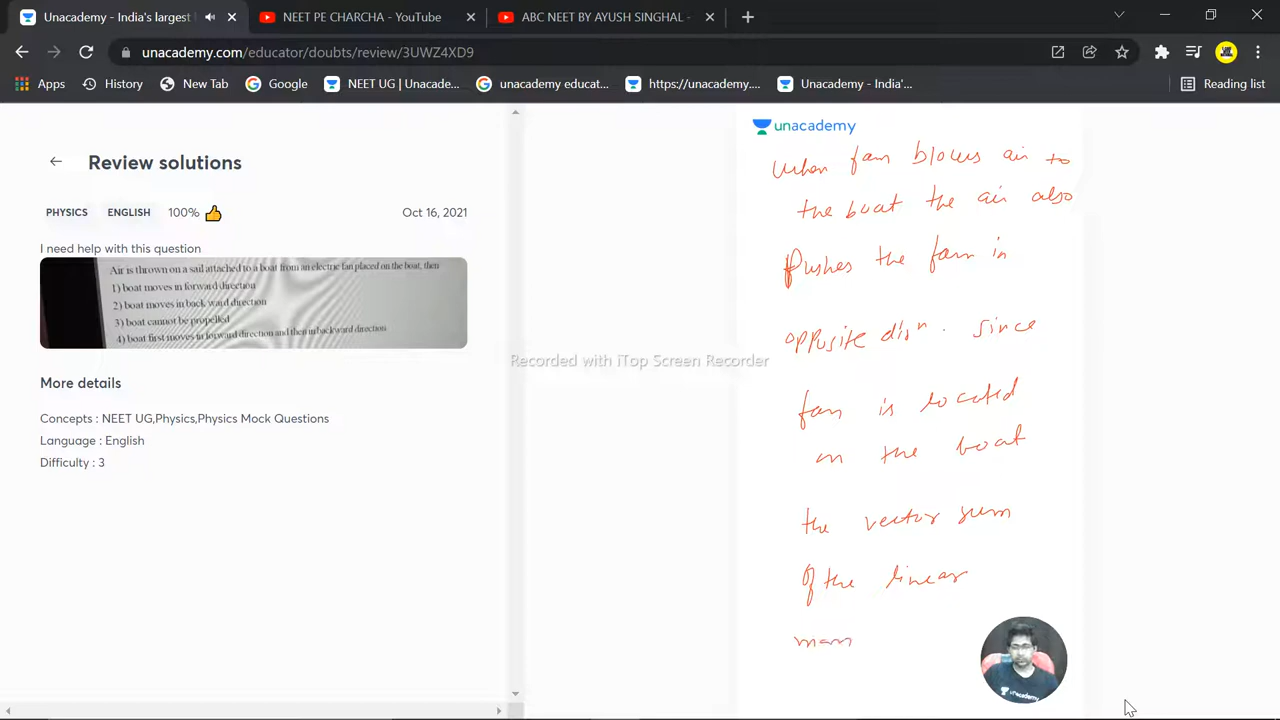 Unacademy - India's largest
NEET PE CHARCHA - YouTube
ABC NEET BY AYUSH SINGHAL -
unacademy.com/educator/doubts/review/3UWZ4XD9
Apps
History
New Tab
Google
NEET UG | Unacade...
unacademy educat...
https://unacademy....
Unacademy - India'...
Reading list
Review solutions
PHYSICS ENGLISH 100% Oct 16, 2021
I need help with this question
Air is thrown on a sail attached to a boat from an electric fan placed on the boat, then
1) boat moves in forward direction
2) boat moves in back ward direction
3) boat cannot be propelled
4) boat first moves in forward direction and then in backward direction
More details
Concepts : NEET UG,Physics,Physics Mock Questions
Language : English
Difficulty : 3
Recorded with iTop Screen Recorder
unacademy
When fan blows air to
the boat the air also
Pushes the fan in
opposite dirn. since
fan is located
on the boat
the vector sum
of the linear
mom
unacademy